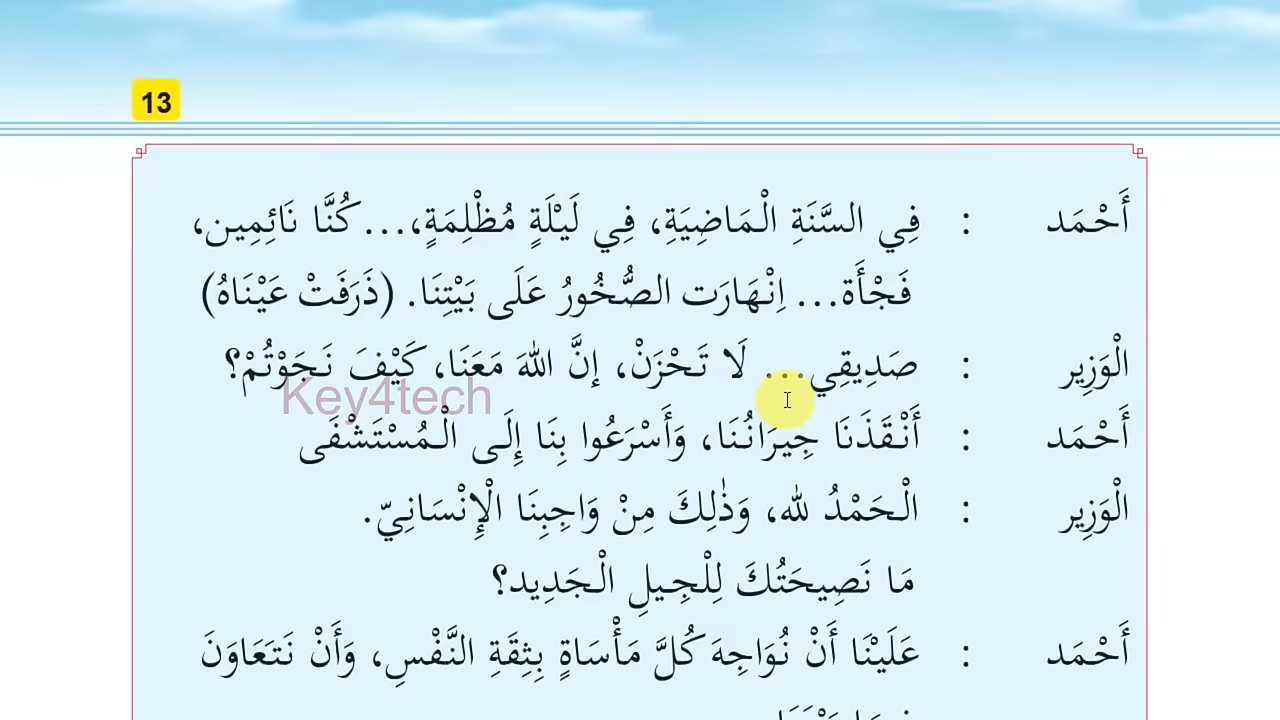 13
أَحْمَد : فِي السَّنَةِ الْمَاضِيَةِ، فِي لَيْلَةٍ مُظْلِمَةٍ،... كُنَّا نَائِمِين،
فَجْأَة... اِنْهَارَت الصُّخُورُ عَلَى بَيْتِنَا. (ذَرَفَتْ عَيْنَاهُ)
الْوَزِير : صَدِيقِي... لَا تَحْزَنْ، إنَّ اللهَ مَعَنَا، كَيْفَ نَجَوْتُمْ؟
Key4tech
أَحْمَد : أَنْقَذَنَا جِيرَانُنَا، وَأَسْرَعُوا بِنَا إِلَى الْمُسْتَشْفَى
الْوَزِير : الْحَمْدُ لله، وَذٰلِكَ مِنْ وَاجِبِنَا الْإِنْسَانِيّ.
مَا نَصِيحَتُكَ لِلْجِيلِ الْجَدِيد؟
أَحْمَد : عَلَيْنَا أَنْ نُوَاجِهَ كُلَّ مَأْسَاةٍ بِثِقَةِ النَّفْسِ، وَأَنْ نَتَعَاوَنَ